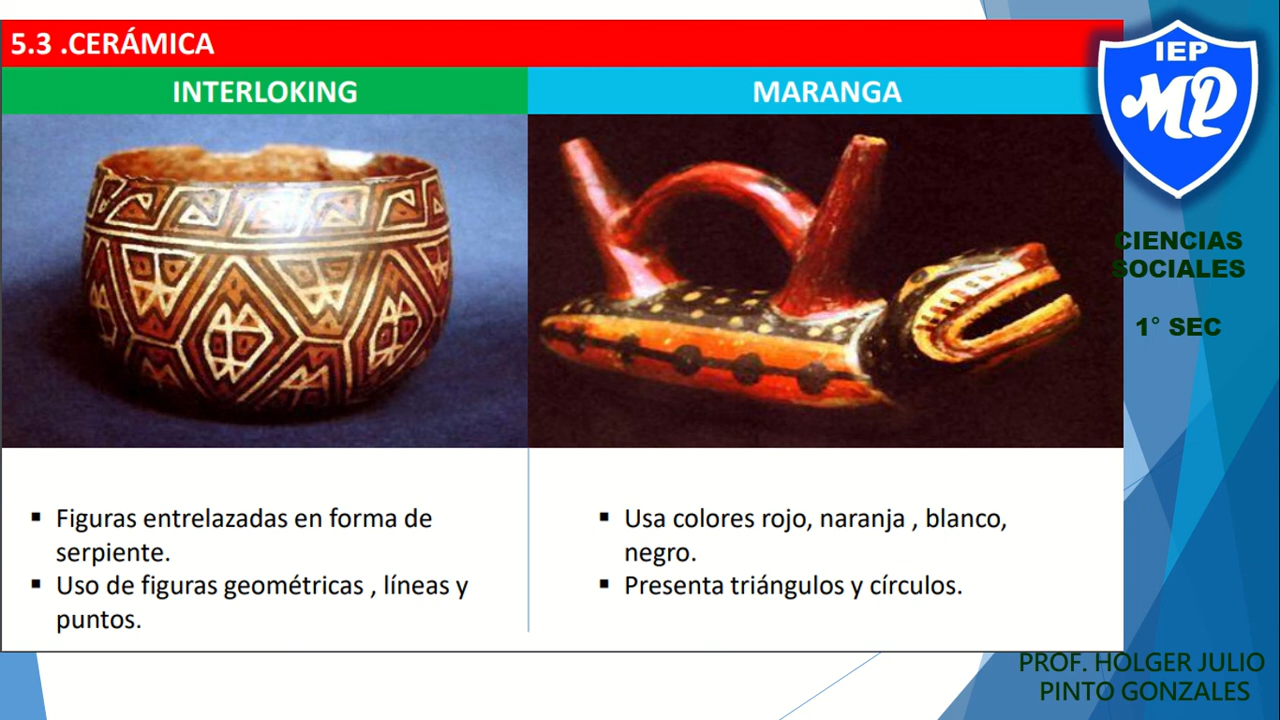 5.3 .CERÁMICA
INTERLOKING
MARANGA
▪ Figuras entrelazadas en forma de
serpiente.
▪ Uso de figuras geométricas , líneas y
puntos.
▪ Usa colores rojo, naranja , blanco,
negro.
▪ Presenta triángulos y círculos.
IEP
MP
CIENCIAS
SOCIALES
1° SEC
PROF. HOLGER JULIO
PINTO GONZALES